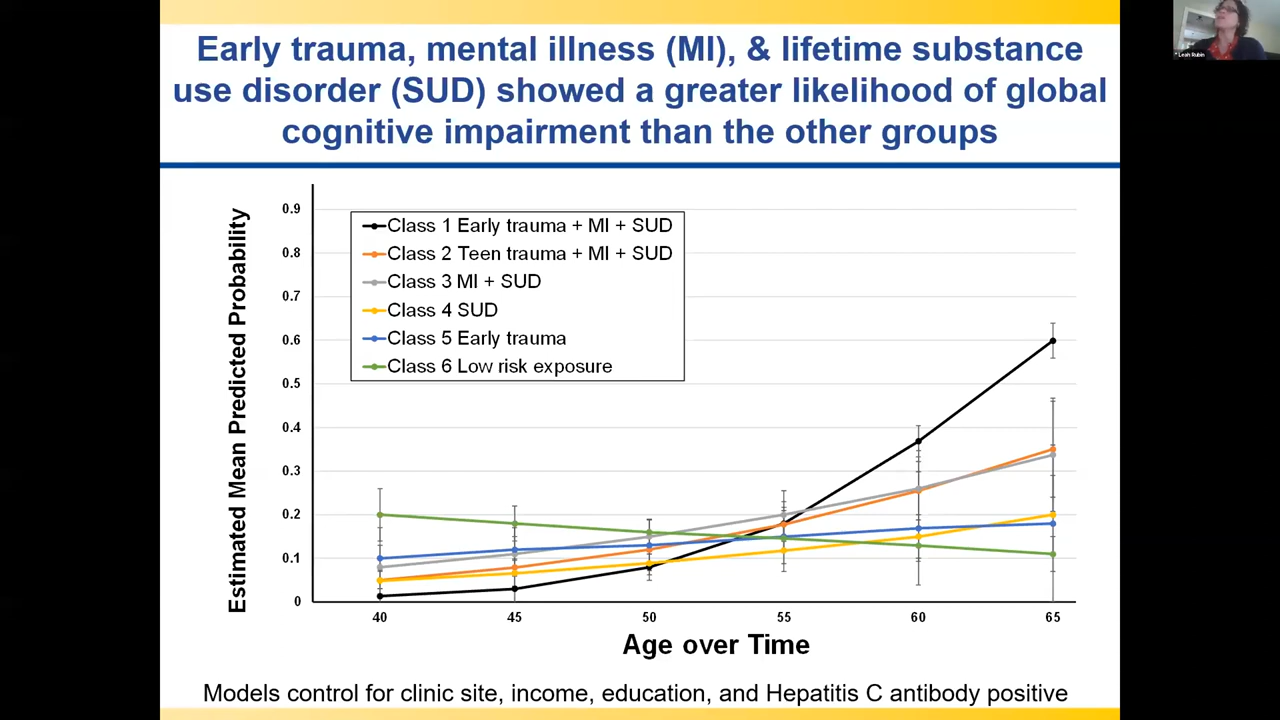 Early trauma, mental illness (MI), & lifetime substance
use disorder (SUD) showed a greater likelihood of global
cognitive impairment than the other groups
Leah Rubin
Estimated Mean Predicted Probability
0.9
0.8
0.7
0.6
0.5
0.4
0.3
0.2
0.1
0
Class 1 Early trauma + MI + SUD
Class 2 Teen trauma + MI + SUD
Class 3 MI + SUD
Class 4 SUD
Class 5 Early trauma
Class 6 Low risk exposure
40 45 50 55 60 65
Age over Time
Models control for clinic site, income, education, and Hepatitis C antibody positive